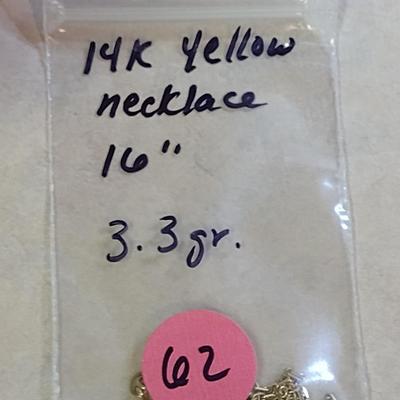 14K yellow
necklace
16"
3.3gr.
62